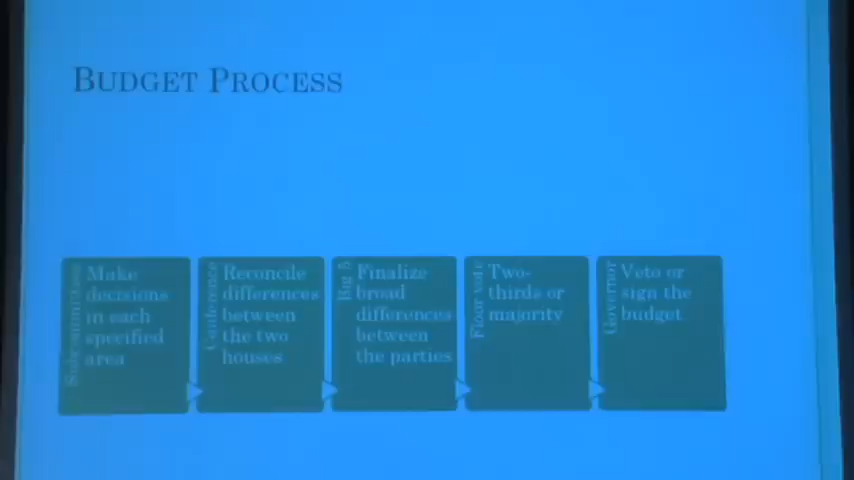 BUDGET PROCESS
Subcommittees
Make
decisions
in each
specified
area
Conference
Reconcile
differences
between
the two
houses
Big 5
Finalize
broad
differences
between
the parties
Floor vote
Two-
thirds or
majority
Governor
Veto or
sign the
budget